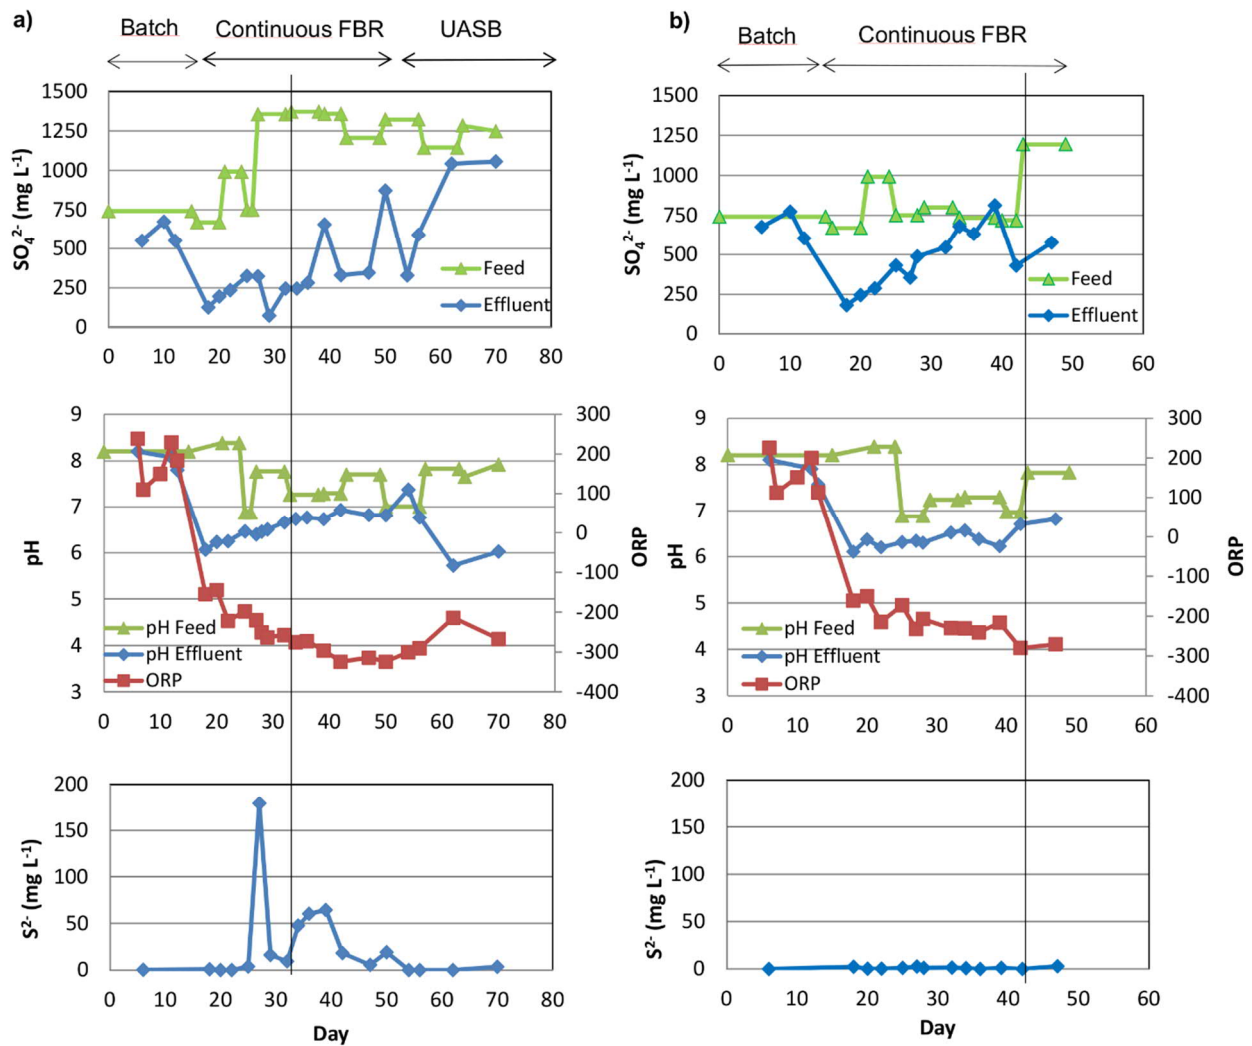 a)
Batch
Continuous FBR
UASB
SO₄²⁻ (mg L⁻¹)
1500
1250
1000
750
500
250
0
Feed
Effluent
0 10 20 30 40 50 60 70 80
pH
9
8
7
6
5
4
3
300
200
100
0
-100
-200
-300
-400
ORP
pH Feed
pH Effluent
ORP
0 10 20 30 40 50 60 70 80
S²⁻ (mg L⁻¹)
200
150
100
50
0
0 10 20 30 40 50 60 70 80
Day
b)
Batch
Continuous FBR
SO₄²⁻ (mg L⁻¹)
1500
1250
1000
750
500
250
0
Feed
Effluent
0 10 20 30 40 50 60
pH
9
8
7
6
5
4
3
300
200
100
0
-100
-200
-300
-400
ORP
pH Feed
pH Effluent
ORP
0 10 20 30 40 50 60
S²⁻ (mg L⁻¹)
200
150
100
50
0
0 10 20 30 40 50 60
Day